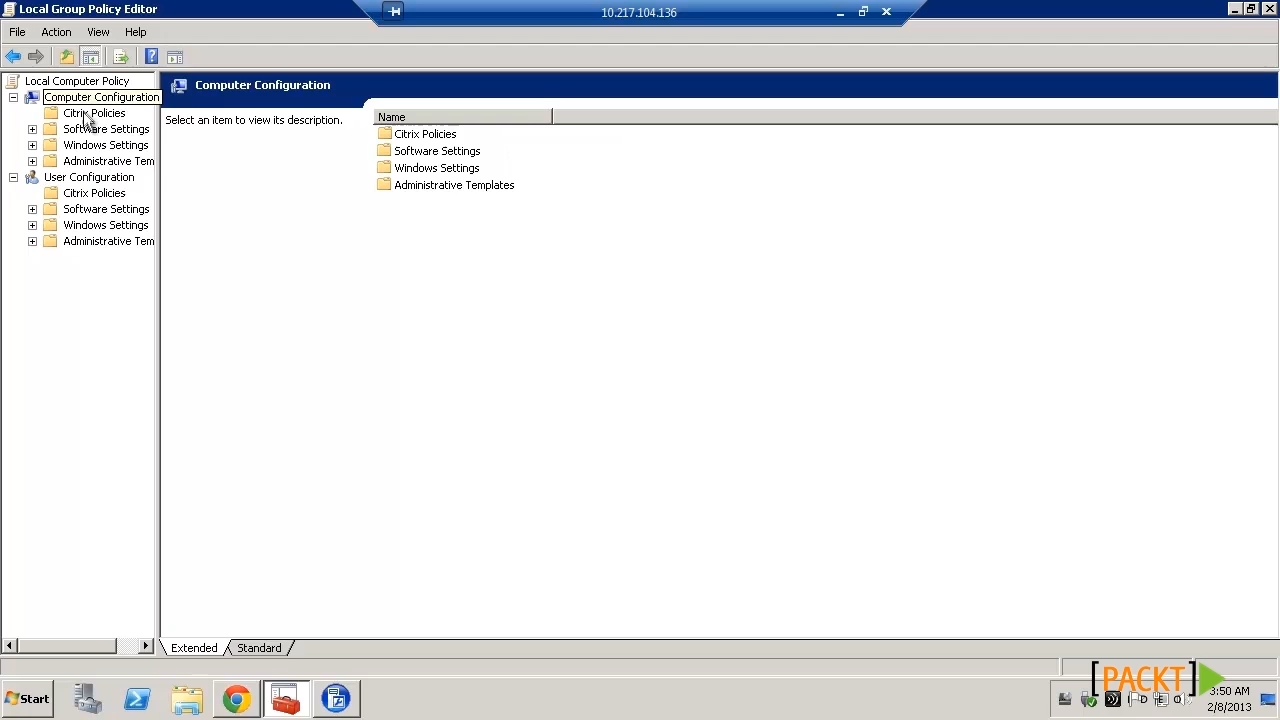 Local Group Policy Editor
10.217.104.136
File Action View Help
Local Computer Policy
Computer Configuration
Citrix Policies
Software Settings
Windows Settings
Administrative Tem
User Configuration
Citrix Policies
Software Settings
Windows Settings
Administrative Tem
Computer Configuration
Select an item to view its description.
Name
Citrix Policies
Software Settings
Windows Settings
Administrative Templates
Extended Standard
Start
PACKT
3:50 AM
2/8/2013